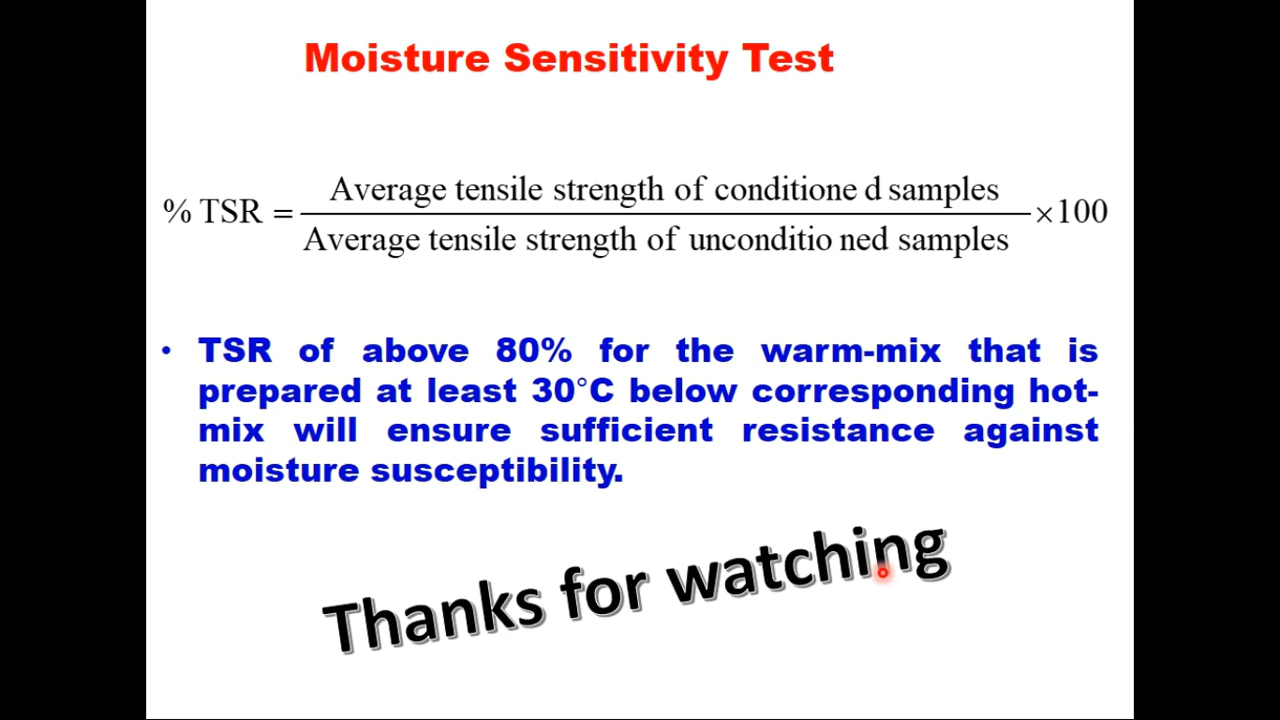 Moisture Sensitivity Test
Average tensile strength of conditione d samples
% TSR = ×100
Average tensile strength of unconditio ned samples
• TSR of above 80% for the warm-mix that is
prepared at least 30°C below corresponding hot-
mix will ensure sufficient resistance against
moisture susceptibility.
Thanks for watching